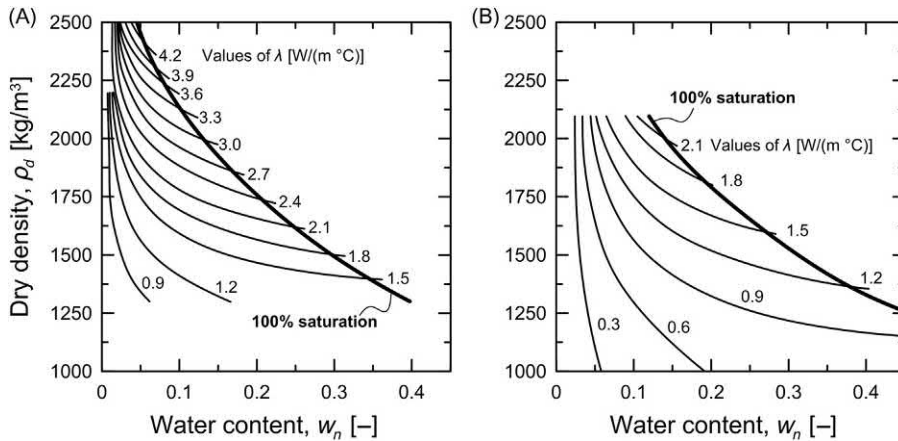 (A)
2500
2250
2000
1750
1500
1250
1000
Dry density, ρd [kg/m³]
4.2 Values of λ [W/(m °C)]
3.9
3.6
3.3
3.0
2.7
2.4
2.1
1.8
1.5
1.2
0.9
100% saturation
0 0.1 0.2 0.3 0.4
Water content, wn [–]
(B)
2500
2250
2000
1750
1500
1250
1000
100% saturation
2.1 Values of λ [W/(m °C)]
1.8
1.5
1.2
0.9
0.6
0.3
0 0.1 0.2 0.3 0.4
Water content, wn [–]